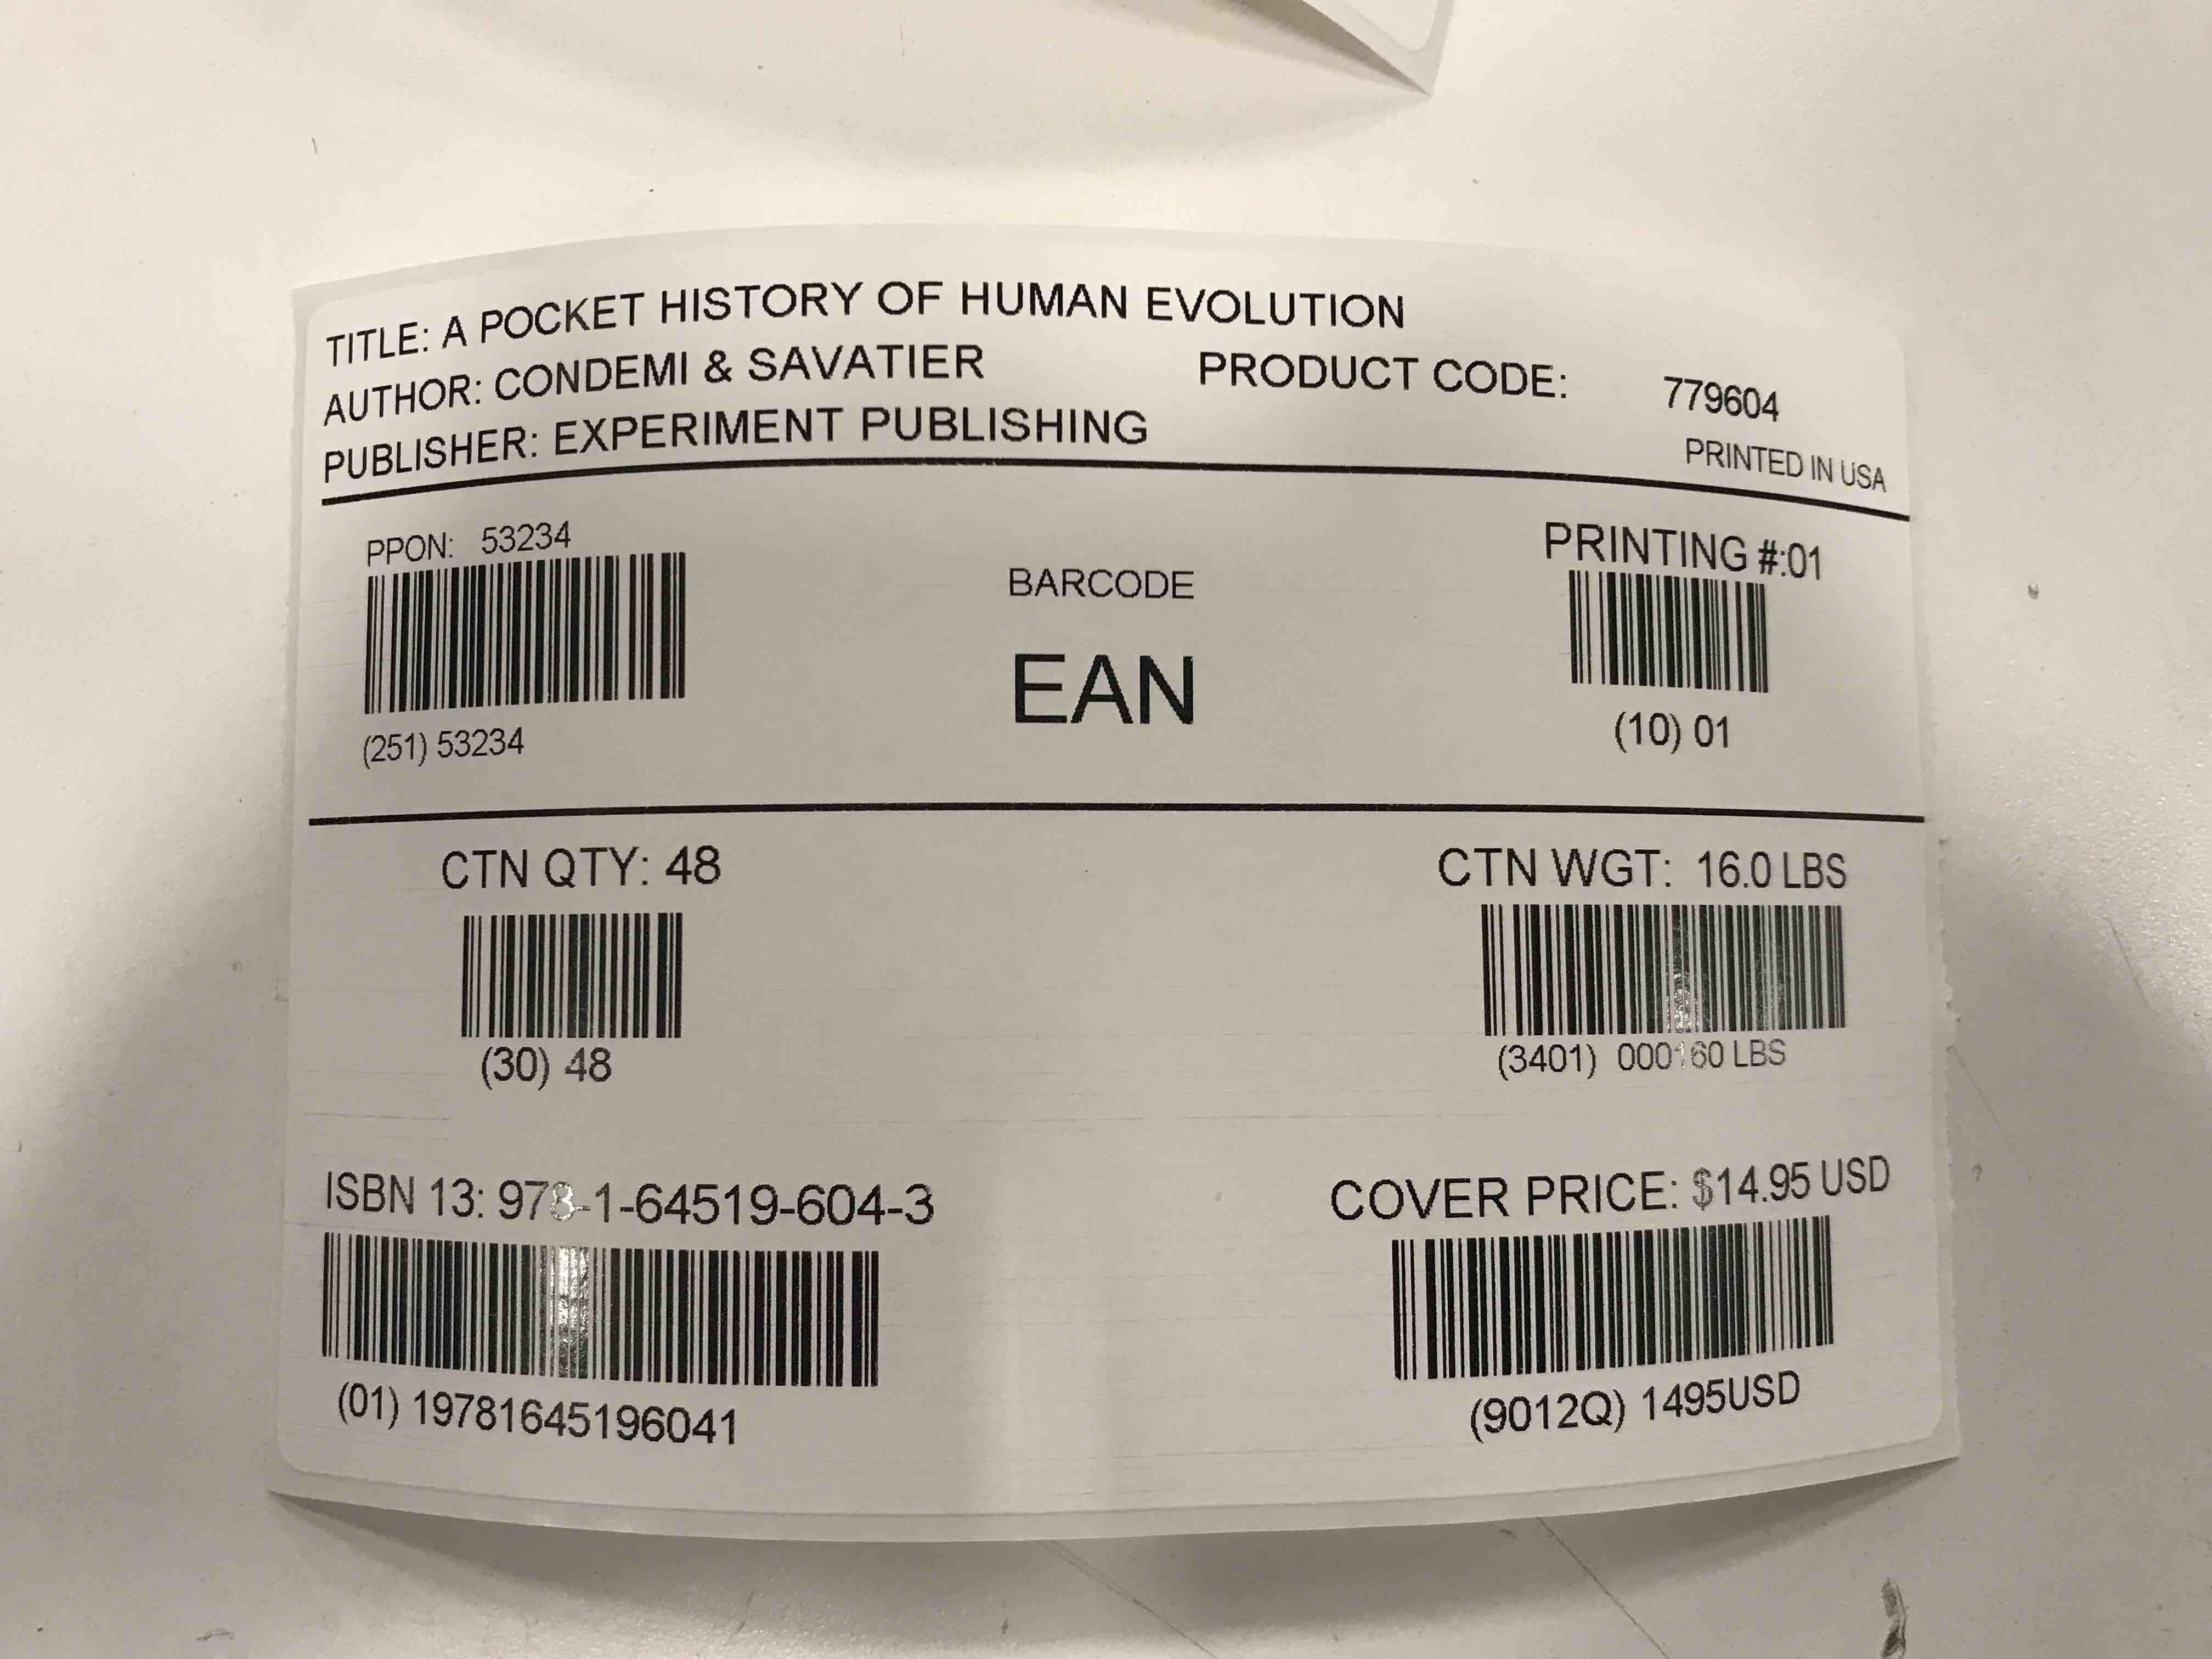 TITLE: A POCKET HISTORY OF HUMAN EVOLUTION
AUTHOR: CONDEMI & SAVATIER PRODUCT CODE: 779604
PUBLISHER: EXPERIMENT PUBLISHING PRINTED IN USA
PPON: 53234
(251) 53234
BARCODE
EAN
PRINTING #:01
(10) 01
CTN QTY: 48
(30) 48
CTN WGT: 16.0 LBS
(3401) 000160 LBS
ISBN 13: 978-1-64519-604-3
(01) 19781645196041
COVER PRICE: $14.95 USD
(9012Q) 1495USD